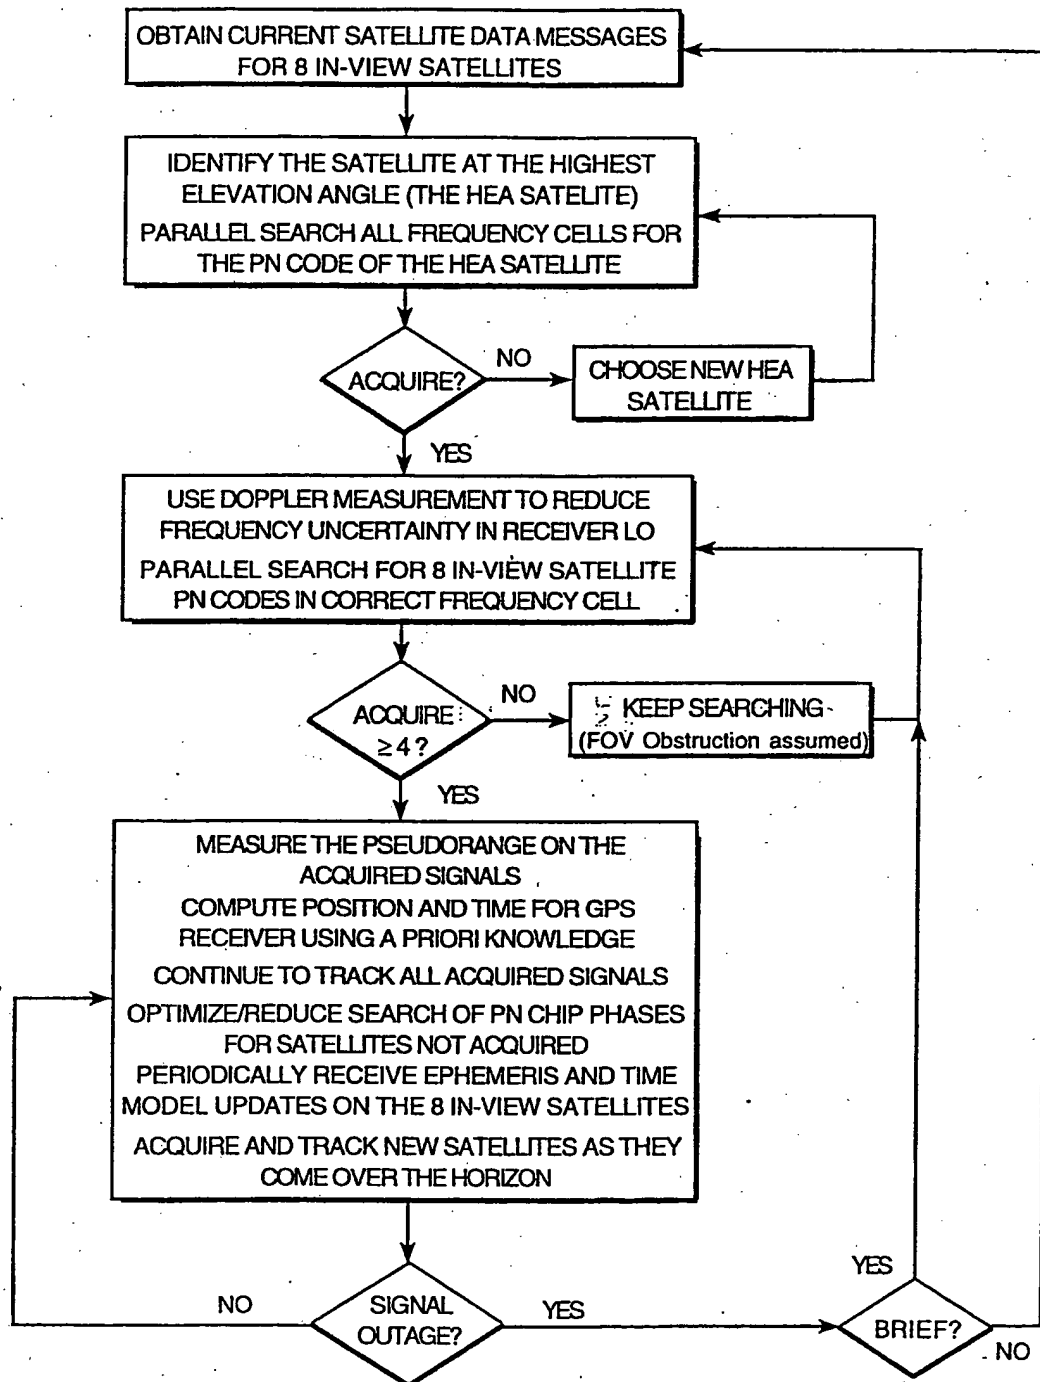 OBTAIN CURRENT SATELLITE DATA MESSAGES
FOR 8 IN-VIEW SATELLITES
IDENTIFY THE SATELLITE AT THE HIGHEST
ELEVATION ANGLE (THE HEA SATELITE)
PARALLEL SEARCH ALL FREQUENCY CELLS FOR
THE PN CODE OF THE HEA SATELLITE
ACQUIRE?
NO
CHOOSE NEW HEA
SATELLITE
YES
USE DOPPLER MEASUREMENT TO REDUCE
FREQUENCY UNCERTAINTY IN RECEIVER LO
PARALLEL SEARCH FOR 8 IN-VIEW SATELLITE
PN CODES IN CORRECT FREQUENCY CELL
ACQUIRE
≥4?
NO
KEEP SEARCHING
(FOV Obstruction assumed)
YES
MEASURE THE PSEUDORANGE ON THE
ACQUIRED SIGNALS
COMPUTE POSITION AND TIME FOR GPS
RECEIVER USING A PRIORI KNOWLEDGE
CONTINUE TO TRACK ALL ACQUIRED SIGNALS
OPTIMIZE/REDUCE SEARCH OF PN CHIP PHASES
FOR SATELLITES NOT ACQUIRED
PERIODICALLY RECEIVE EPHEMERIS AND TIME
MODEL UPDATES ON THE 8 IN-VIEW SATELLITES
ACQUIRE AND TRACK NEW SATELLITES AS THEY
COME OVER THE HORIZON
NO
SIGNAL
OUTAGE?
YES
YES
BRIEF?
NO